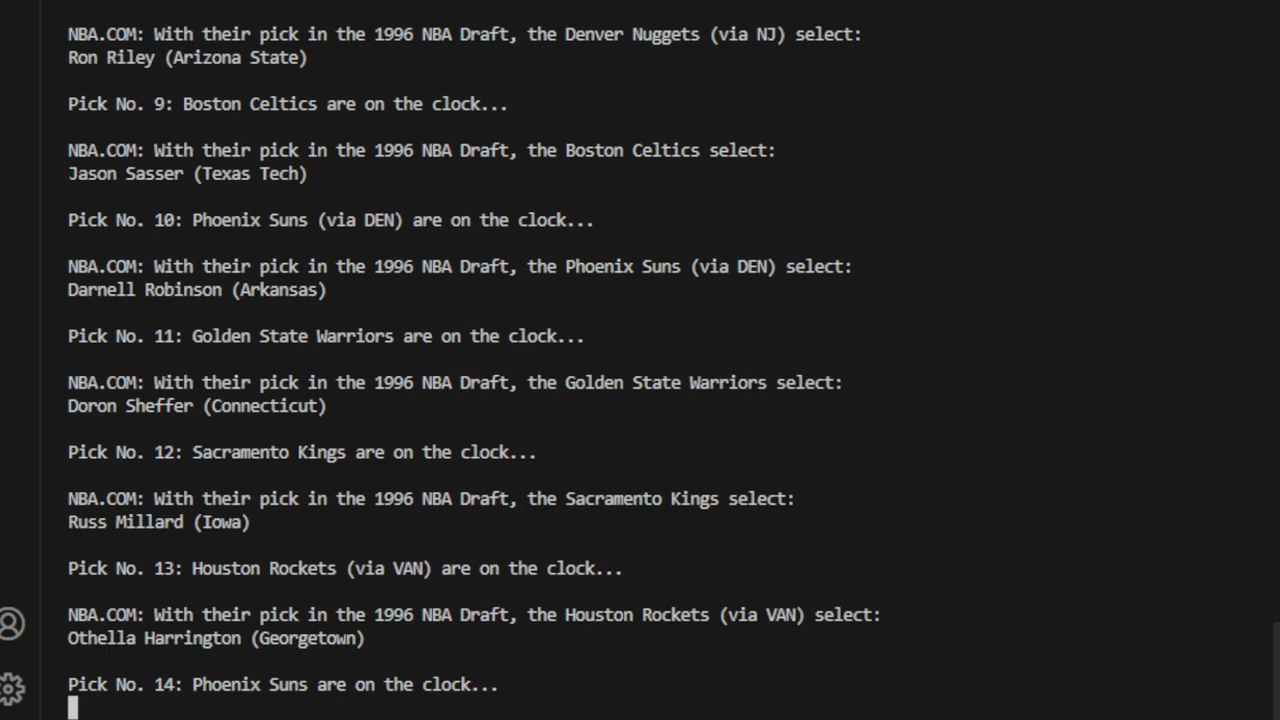 NBA.COM: With their pick in the 1996 NBA Draft, the Denver Nuggets (via NJ) select:
Ron Riley (Arizona State)
Pick No. 9: Boston Celtics are on the clock...
NBA.COM: With their pick in the 1996 NBA Draft, the Boston Celtics select:
Jason Sasser (Texas Tech)
Pick No. 10: Phoenix Suns (via DEN) are on the clock...
NBA.COM: With their pick in the 1996 NBA Draft, the Phoenix Suns (via DEN) select:
Darnell Robinson (Arkansas)
Pick No. 11: Golden State Warriors are on the clock...
NBA.COM: With their pick in the 1996 NBA Draft, the Golden State Warriors select:
Doron Sheffer (Connecticut)
Pick No. 12: Sacramento Kings are on the clock...
NBA.COM: With their pick in the 1996 NBA Draft, the Sacramento Kings select:
Russ Millard (Iowa)
Pick No. 13: Houston Rockets (via VAN) are on the clock...
NBA.COM: With their pick in the 1996 NBA Draft, the Houston Rockets (via VAN) select:
Othella Harrington (Georgetown)
Pick No. 14: Phoenix Suns are on the clock...